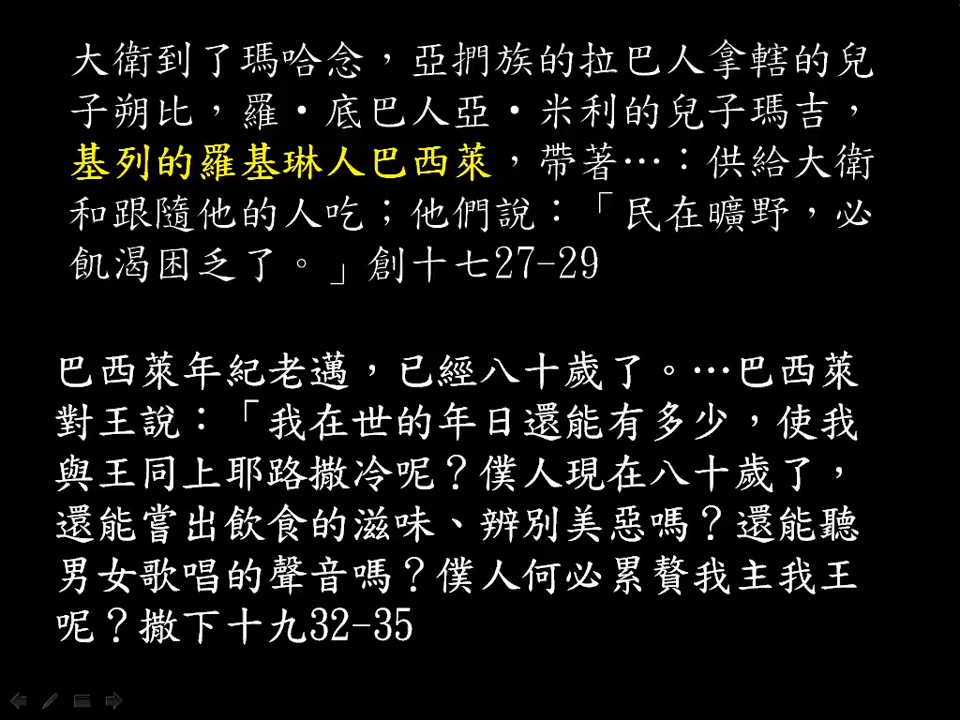 大衛到了瑪哈念，亞捫族的拉巴人拿轄的兒
子朔比，羅‧底巴人亞‧米利的兒子瑪吉，
基列的羅基琳人巴西萊，帶著…：供給大衛
和跟隨他的人吃；他們說：「民在曠野，必
飢渴困乏了。」創十七27-29
巴西萊年紀老邁，已經八十歲了。…巴西萊
對王說：「我在世的年日還能有多少，使我
與王同上耶路撒冷呢？僕人現在八十歲了，
還能嘗出飲食的滋味、辨別美惡嗎？還能聽
男女歌唱的聲音嗎？僕人何必累贅我主我王
呢？撒下十九32-35